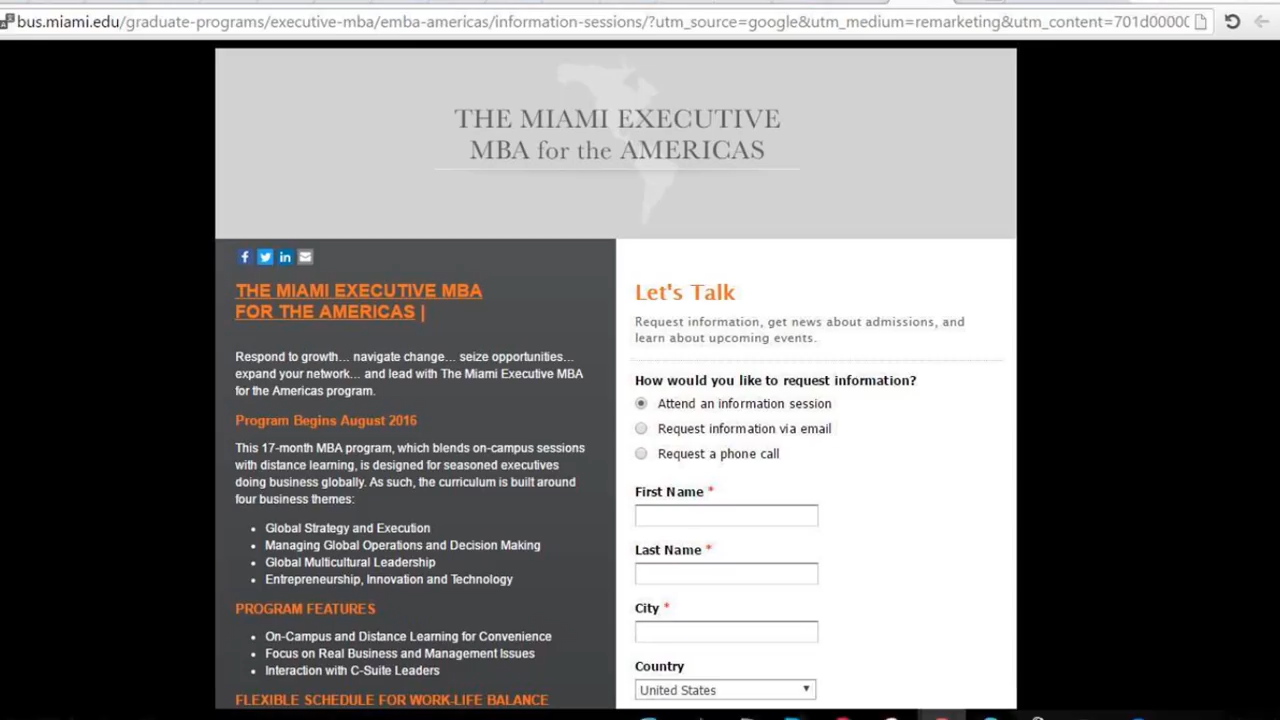 bus.miami.edu/graduate-programs/executive-mba/emba-americas/information-sessions/?utm_source=google&utm_medium=remarketing&utm_content=701d00000
THE MIAMI EXECUTIVE
MBA for the AMERICAS
THE MIAMI EXECUTIVE MBA
FOR THE AMERICAS |
Respond to growth... navigate change... seize opportunities...
expand your network... and lead with The Miami Executive MBA
for the Americas program.
Program Begins August 2016
This 17-month MBA program, which blends on-campus sessions
with distance learning, is designed for seasoned executives
doing business globally. As such, the curriculum is built around
four business themes:
• Global Strategy and Execution
• Managing Global Operations and Decision Making
• Global Multicultural Leadership
• Entrepreneurship, Innovation and Technology
PROGRAM FEATURES
• On-Campus and Distance Learning for Convenience
• Focus on Real Business and Management Issues
• Interaction with C-Suite Leaders
FLEXIBLE SCHEDULE FOR WORK-LIFE BALANCE
Let's Talk
Request information, get news about admissions, and
learn about upcoming events.
How would you like to request information?
Attend an information session
Request information via email
Request a phone call
First Name *
Last Name *
City *
Country
United States